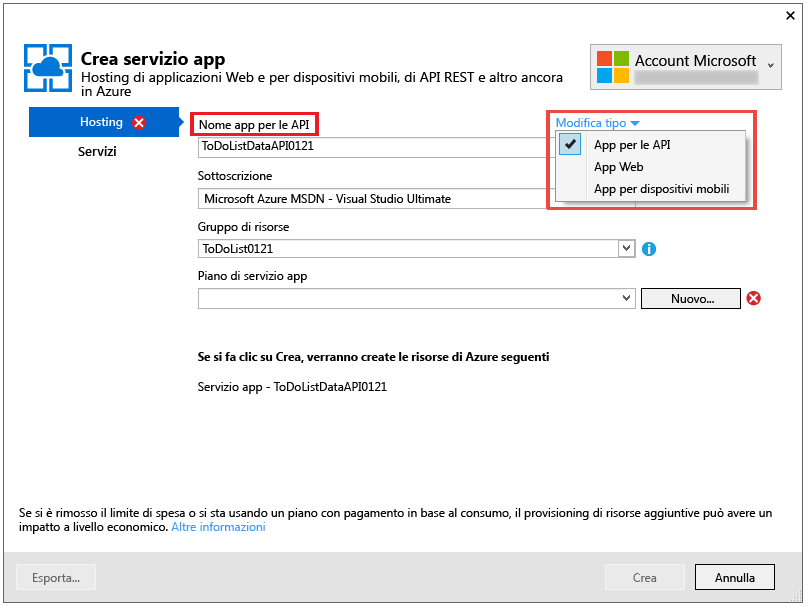 Crea servizio app
Hosting di applicazioni Web e per dispositivi mobili, di API REST e altro ancora
in Azure
Account Microsoft
Hosting
Servizi
Nome app per le API
Modifica tipo
ToDoListDataAPI0121
App per le API
App Web
App per dispositivi mobili
Sottoscrizione
Microsoft Azure MSDN - Visual Studio Ultimate
Gruppo di risorse
ToDoList0121
Piano di servizio app
Nuovo...
Se si fa clic su Crea, verranno create le risorse di Azure seguenti
Servizio app - ToDoListDataAPI0121
Se si è rimosso il limite di spesa o si sta usando un piano con pagamento in base al consumo, il provisioning di risorse aggiuntive può avere un
impatto a livello economico. Altre informazioni
Esporta...
Crea
Annulla